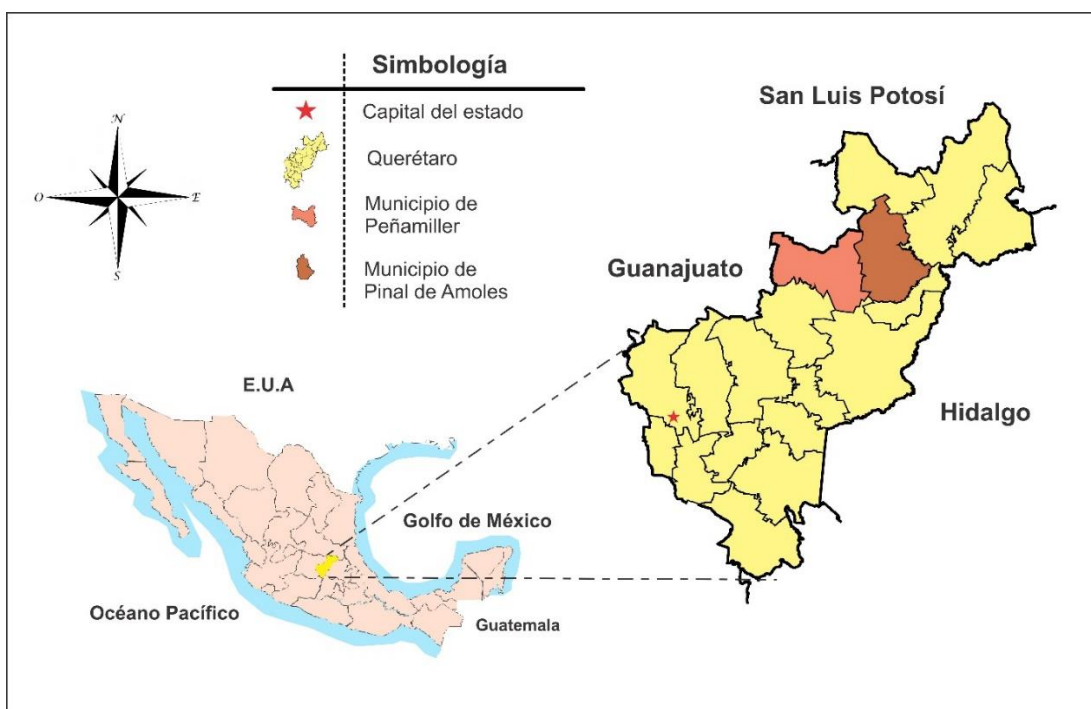 Simbología
Capital del estado
Querétaro
Municipio de
Peñamiller
Municipio de
Pinal de Amoles
N
O
E
S
San Luis Potosí
Guanajuato
Hidalgo
E.U.A
Golfo de México
Océano Pacífico
Guatemala